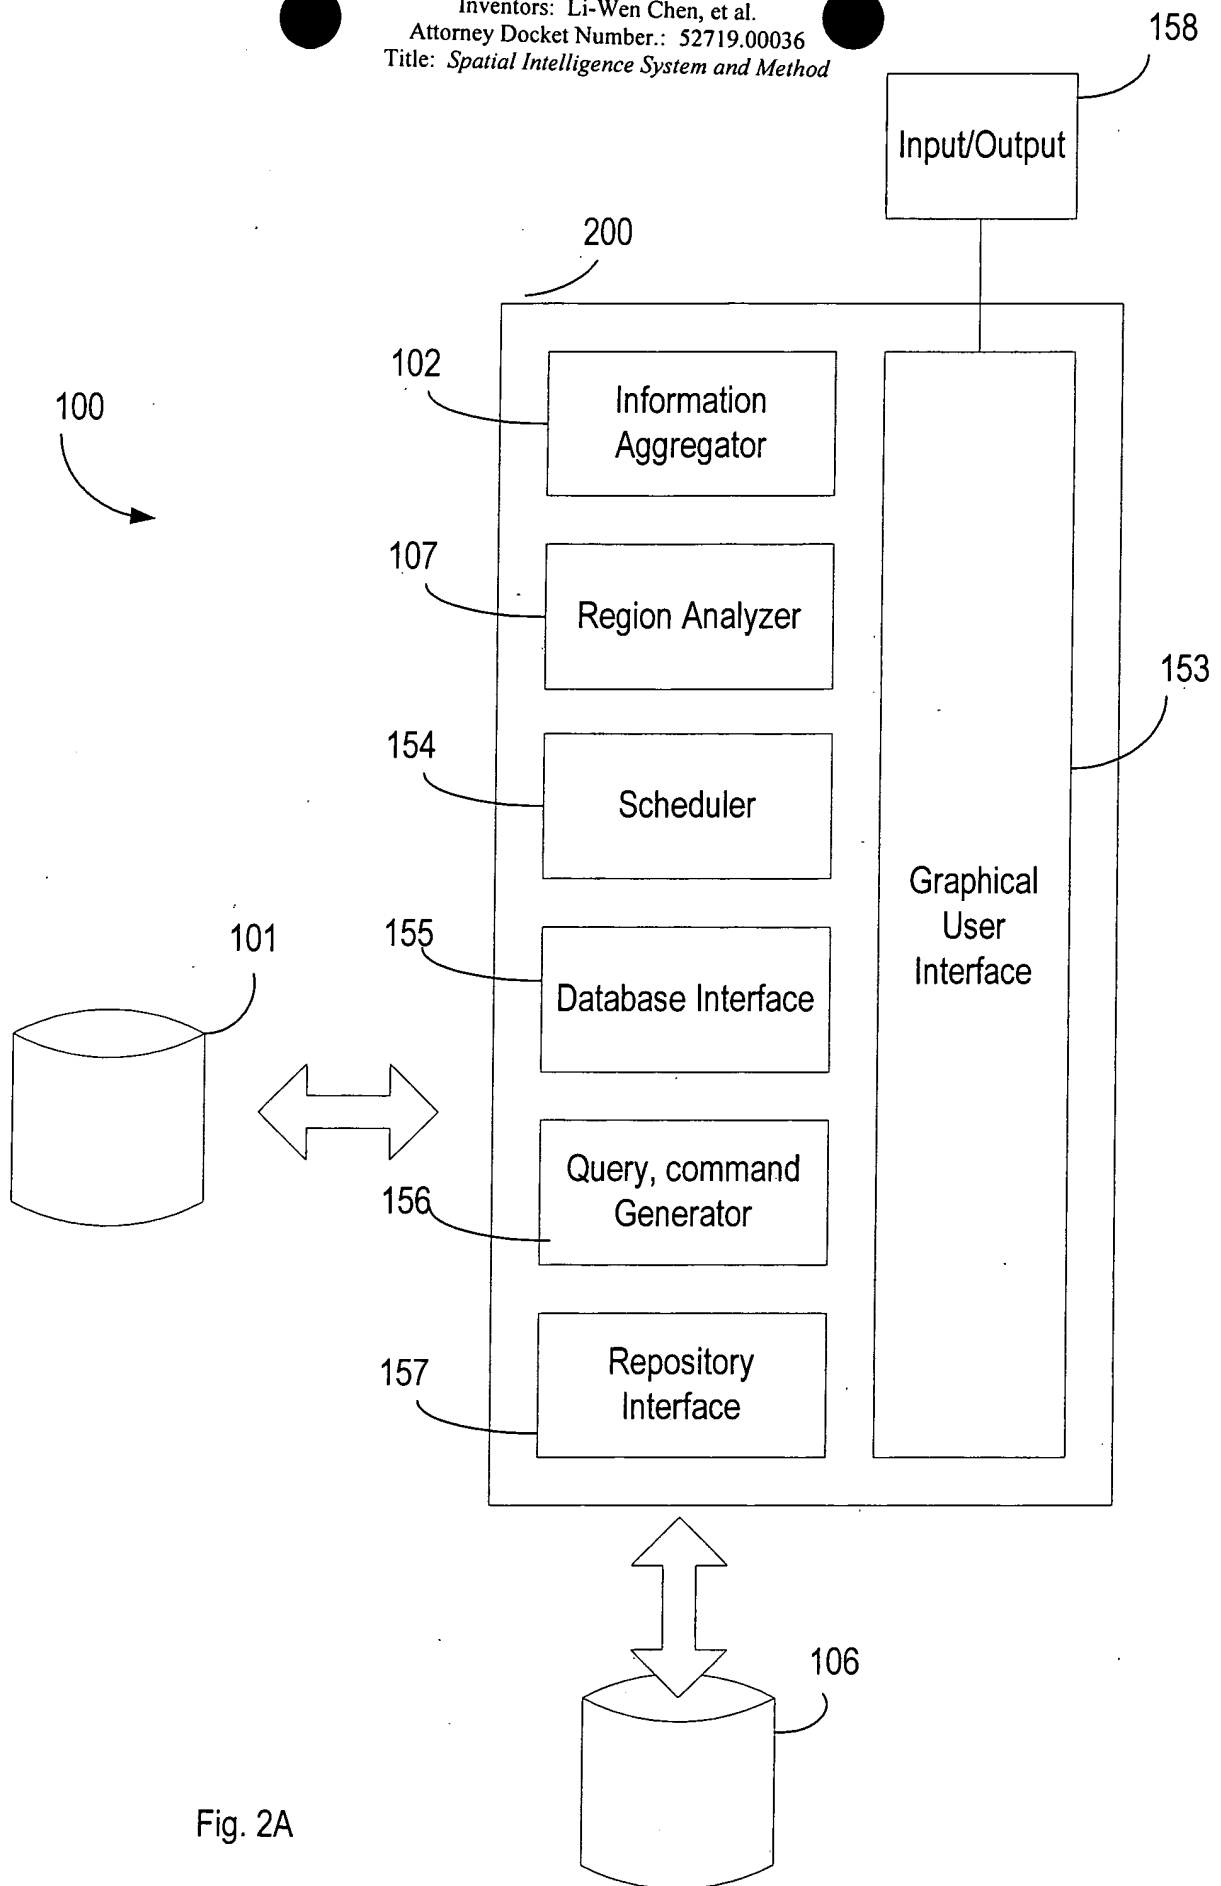 Inventors: Li-Wen Chen, et al.
Attorney Docket Number.: 52719.00036
Title: Spatial Intelligence System and Method
158
Input/Output
200
102
Information
Aggregator
100
107
Region Analyzer
153
154
Scheduler
Graphical
User
Interface
101
155
Database Interface
156
Query, command
Generator
157
Repository
Interface
106
Fig. 2A